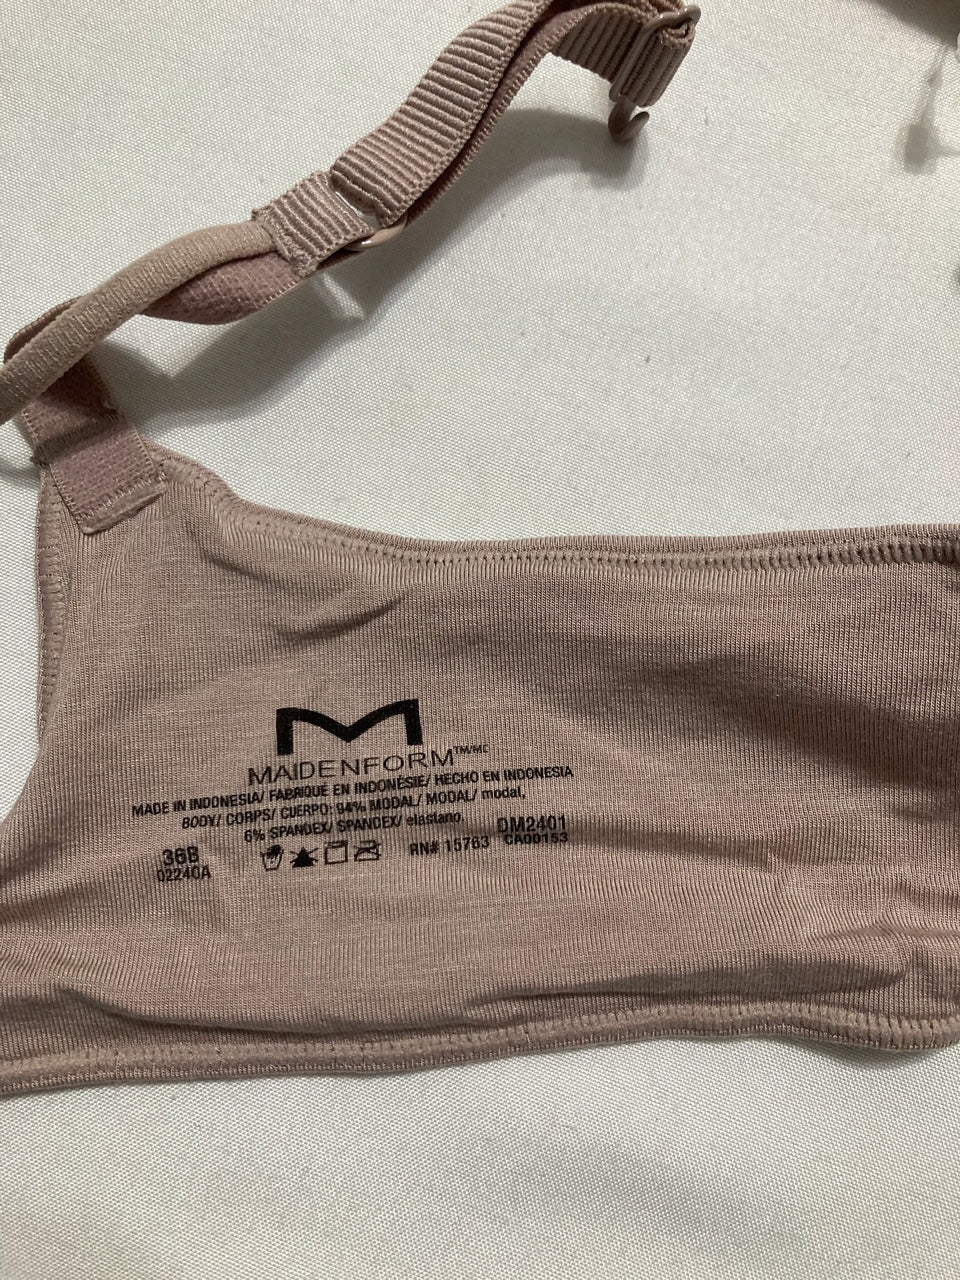 M
MAIDENFORM™/MC
MADE IN INDONESIA/ FABRIQUÉ EN INDONÉSIE/ HECHO EN INDONESIA
BODY/ CORPS/ CUERPO: 94% MODAL/ MODAL/ modal,
6% SPANDEX/ SPANDEX/ elastano.
36B
02240A
RN# 15763
DM2401
CA00153